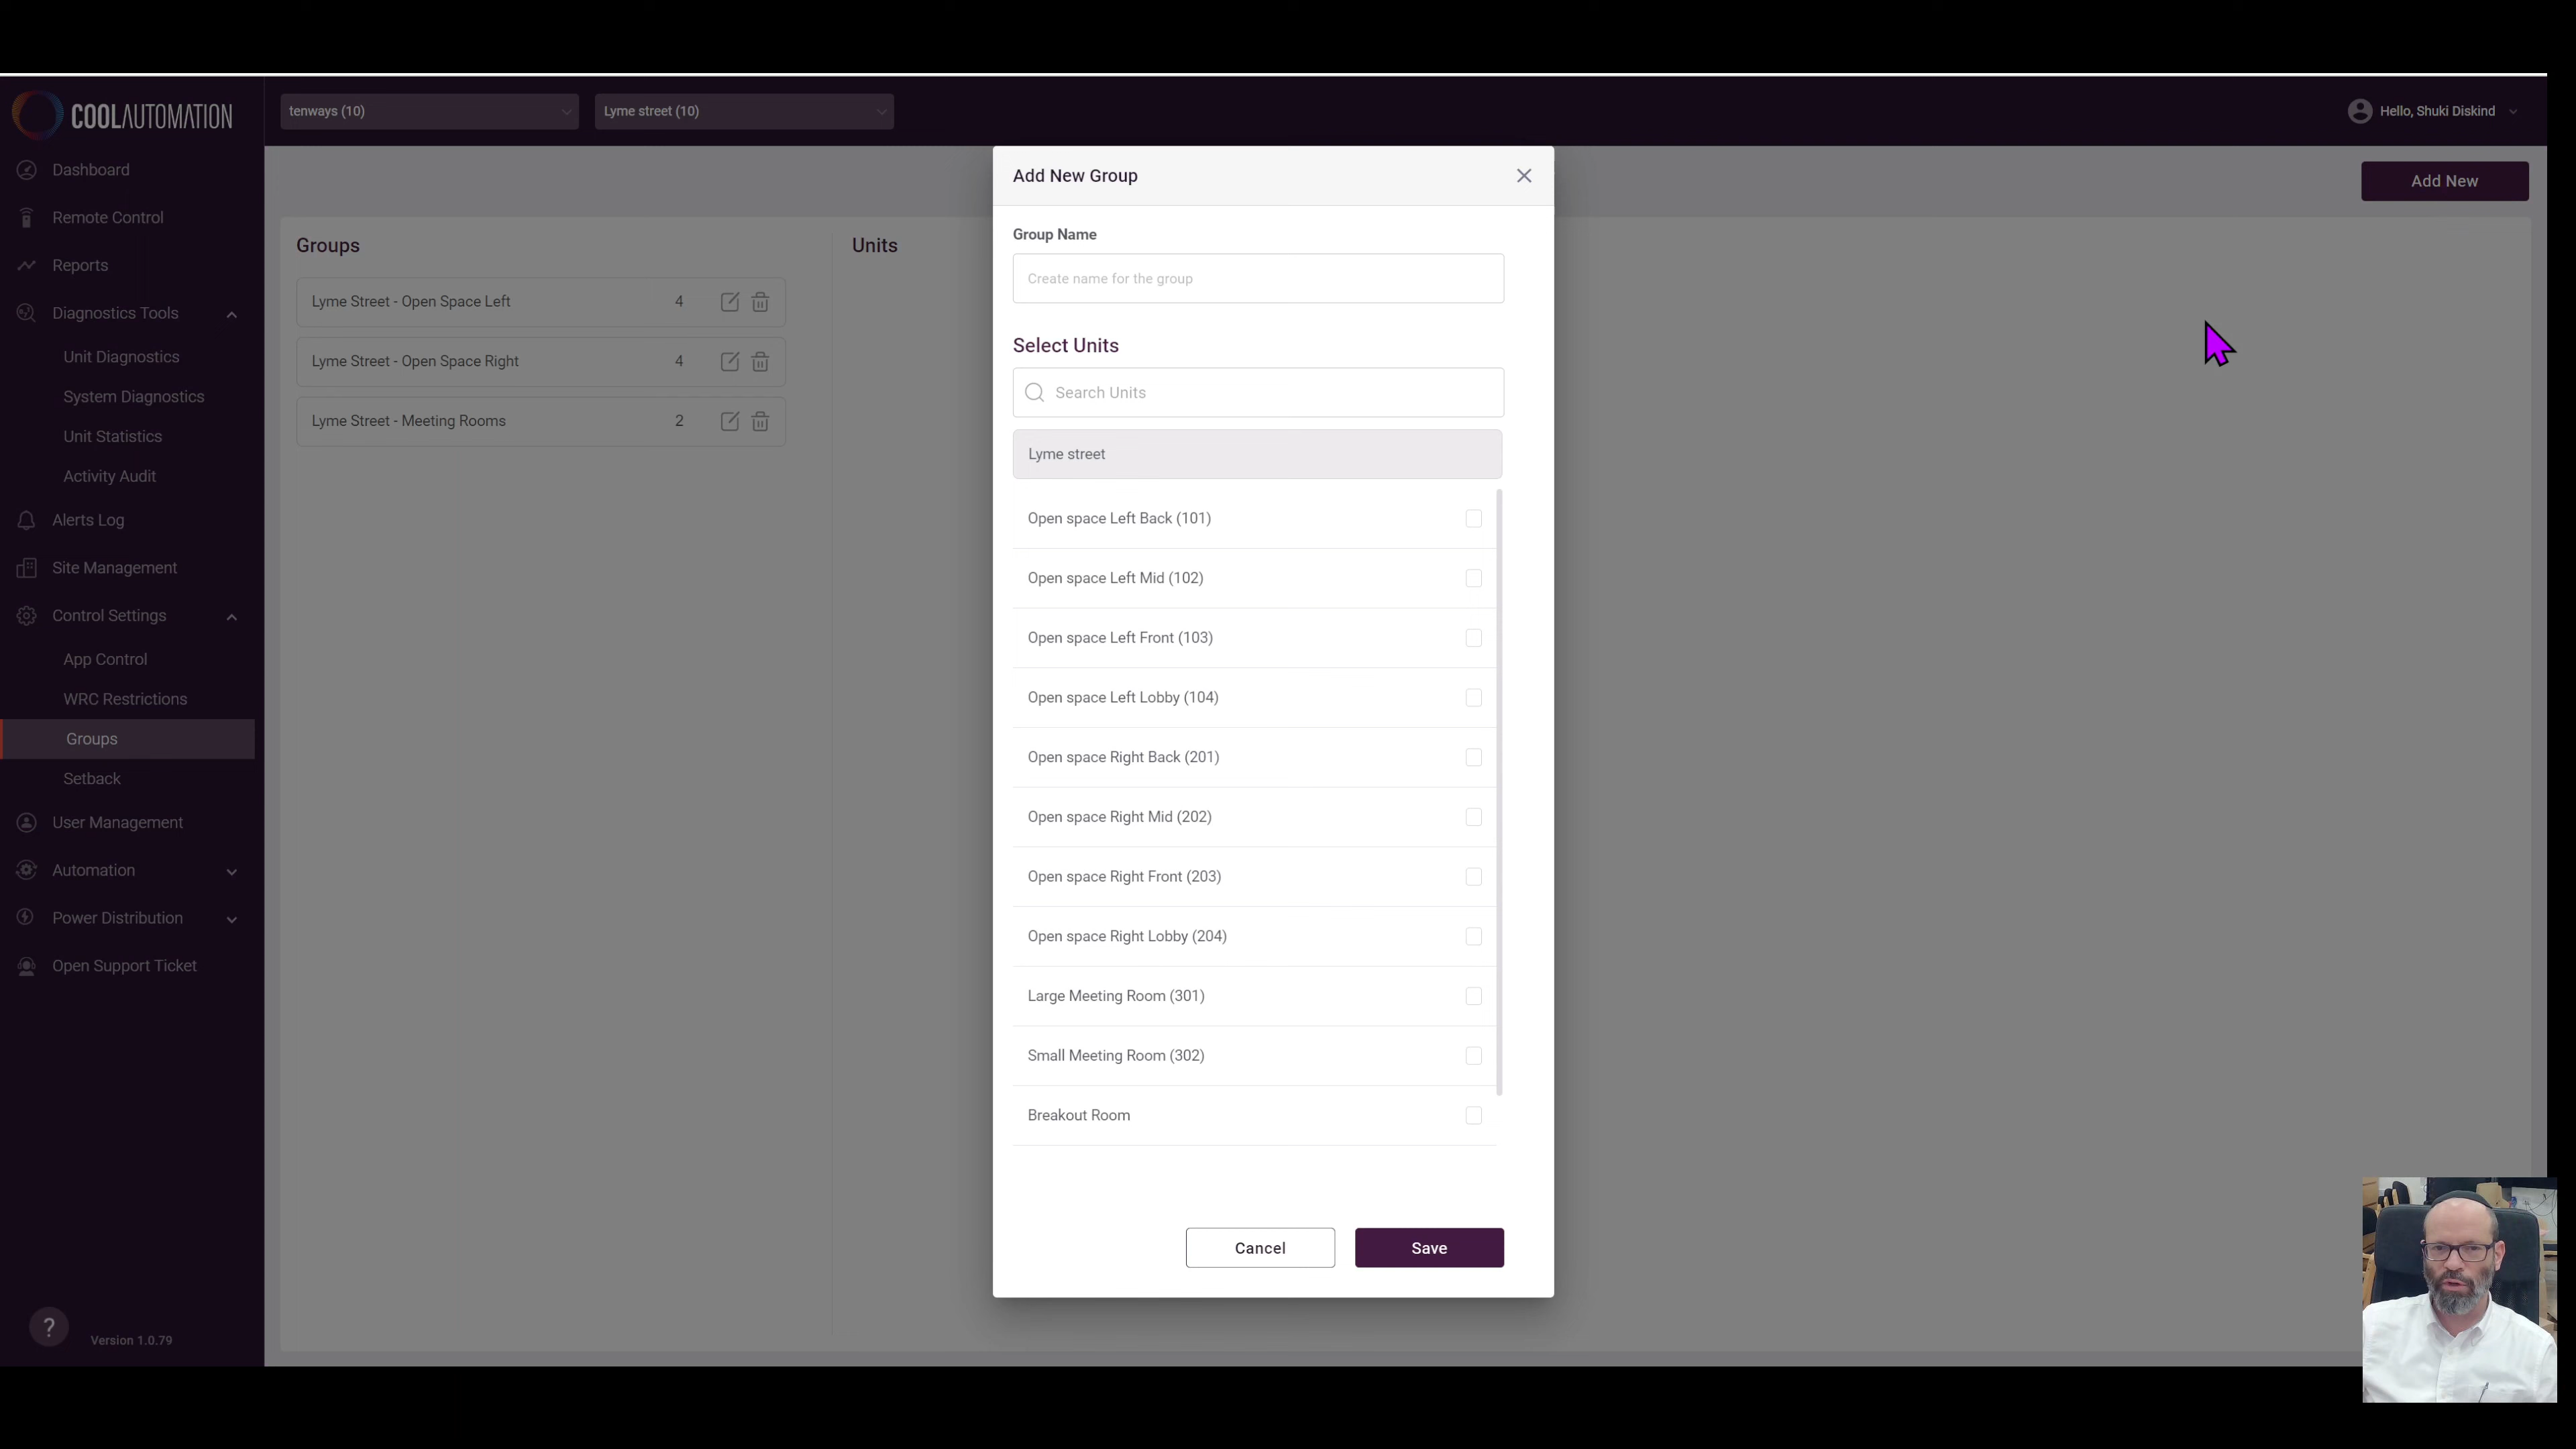 COOLAUTOMATION
tenways (10)
Lyme street (10)
Hello, Shuki Diskind
Dashboard
Remote Control
Reports
Diagnostics Tools
Unit Diagnostics
System Diagnostics
Unit Statistics
Activity Audit
Alerts Log
Site Management
Control Settings
App Control
WRC Restrictions
Groups
Setback
User Management
Automation
Power Distribution
Open Support Ticket
?
Version 1.0.79
Add New
Groups
Lyme Street - Open Space Left 4
Lyme Street - Open Space Right 4
Lyme Street - Meeting Rooms 2
Units
Add New Group
Group Name
Create name for the group
Select Units
Search Units
Lyme street
Open space Left Back (101)
Open space Left Mid (102)
Open space Left Front (103)
Open space Left Lobby (104)
Open space Right Back (201)
Open space Right Mid (202)
Open space Right Front (203)
Open space Right Lobby (204)
Large Meeting Room (301)
Small Meeting Room (302)
Breakout Room
Cancel
Save